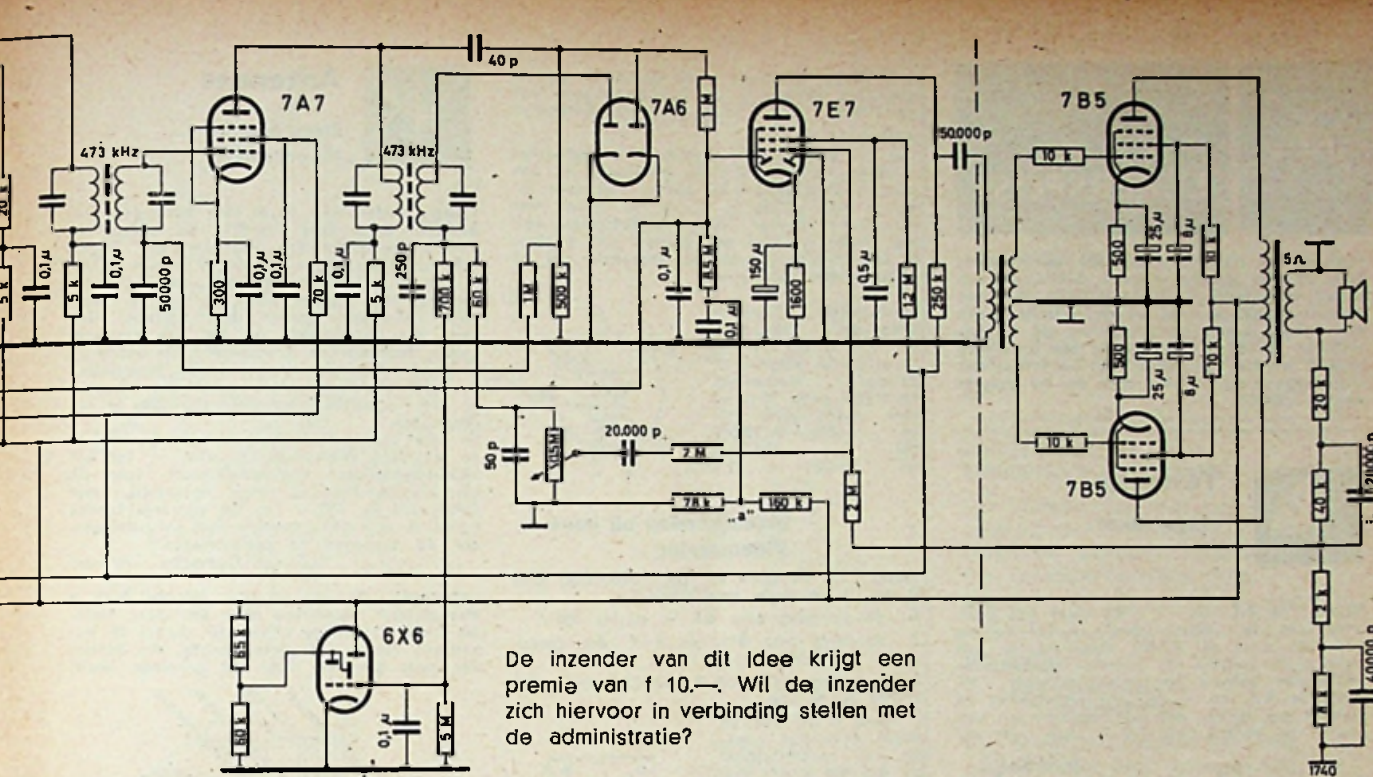 40 p
7A7
7A6
7E7
7B5
473 kHz
473 kHz
1 M
50.000 p
10 k
20 k
5 k
0,1 µ
5 k
0,1 µ
50000 p
300
0,1 µ
0,1 µ
70 k
0,1 µ
5 k
250 p
700 k
60 k
1 M
500 k
0,1 µ
0,1 µ
150 µ
1600
0,5 µ
1,2 M
250 k
500
25 µ
8 µ
10 k
5 Ω
500
25 µ
8 µ
10 k
20 k
50 p
0,5 M
20.000 p
2 M
10 k
7B5
78 k
"a"
160 k
2 M
40 k
2 k
65 k
6X6
60 k
0,1 µ
5 M
8 k
1740
De inzender van dit idee krijgt een
premie van f 10.—. Wil de inzender
zich hiervoor in verbinding stellen met
de administratie?